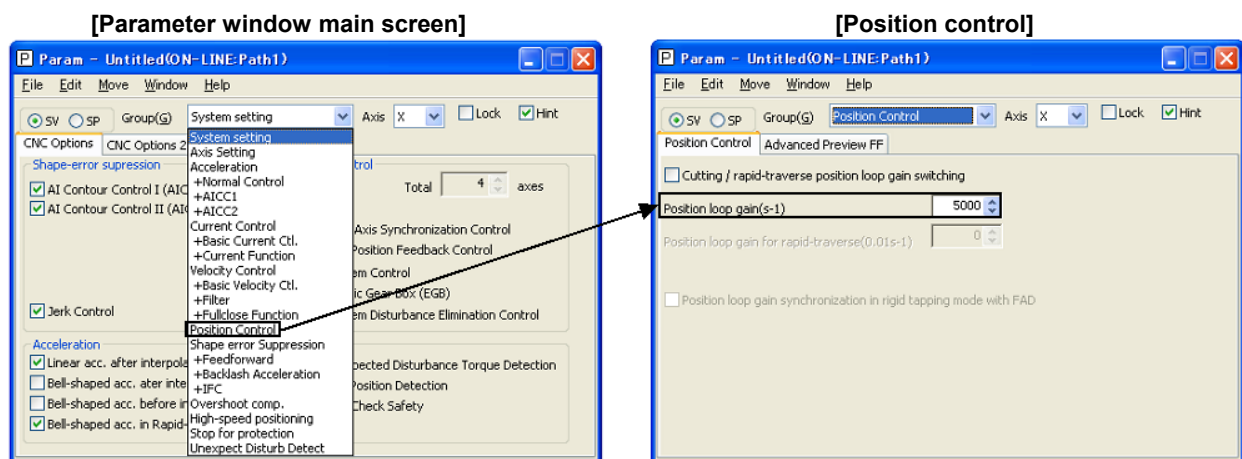 [Parameter window main screen]
[Position control]
P Param - Untitled(ON-LINE:Path1)
File Edit Move Window Help
SV SP Group(G) System setting Axis X Lock Hint
CNC Options CNC Options 2
Shape-error supression
trol
AI Contour Control I (AIC
AI Contour Control II (AI
Jerk Control
Total 4 axes
Axis Synchronization Control
Position Feedback Control
em Control
ic Gear Box (EGB)
em Disturbance Elimination Control
Acceleration
Linear acc. after interpola
Bell-shaped acc. ater inte
Bell-shaped acc. before in
Bell-shaped acc. in Rapid-
pected Disturbance Torque Detection
Position Detection
Check Safety
System setting
Axis Setting
Acceleration
+Normal Control
+AICC1
+AICC2
Current Control
+Basic Current Ctl.
+Current Function
Velocity Control
+Basic Velocity Ctl.
+Filter
+Fullclose Function
Position Control
Shape error Suppression
+Feedforward
+Backlash Acceleration
+IFC
Overshoot comp.
High-speed positioning
Stop for protection
Unexpect Disturb Detect
P Param - Untitled(ON-LINE:Path1)
File Edit Move Window Help
SV SP Group(G) Position Control Axis X Lock Hint
Position Control Advanced Preview FF
Cutting / rapid-traverse position loop gain switching
Position loop gain(s-1) 5000
Position loop gain for rapid-traverse(0.01s-1) 0
Position loop gain synchronization in rigid tapping mode with FAD